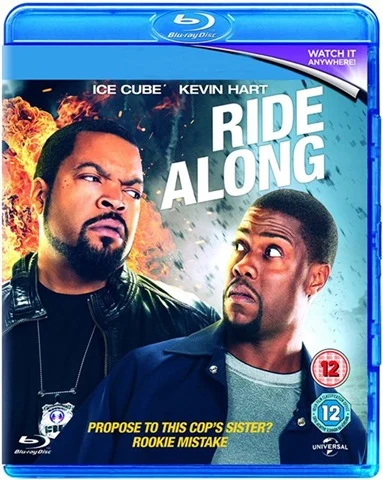 Blu-ray Disc
WATCH IT
ANYWHERE!
ICE CUBE KEVIN HART
RIDE
ALONG
12
12
PROPOSE TO THIS COP'S SISTER?
ROOKIE MISTAKE
Blu-ray Disc
UNIVERSAL